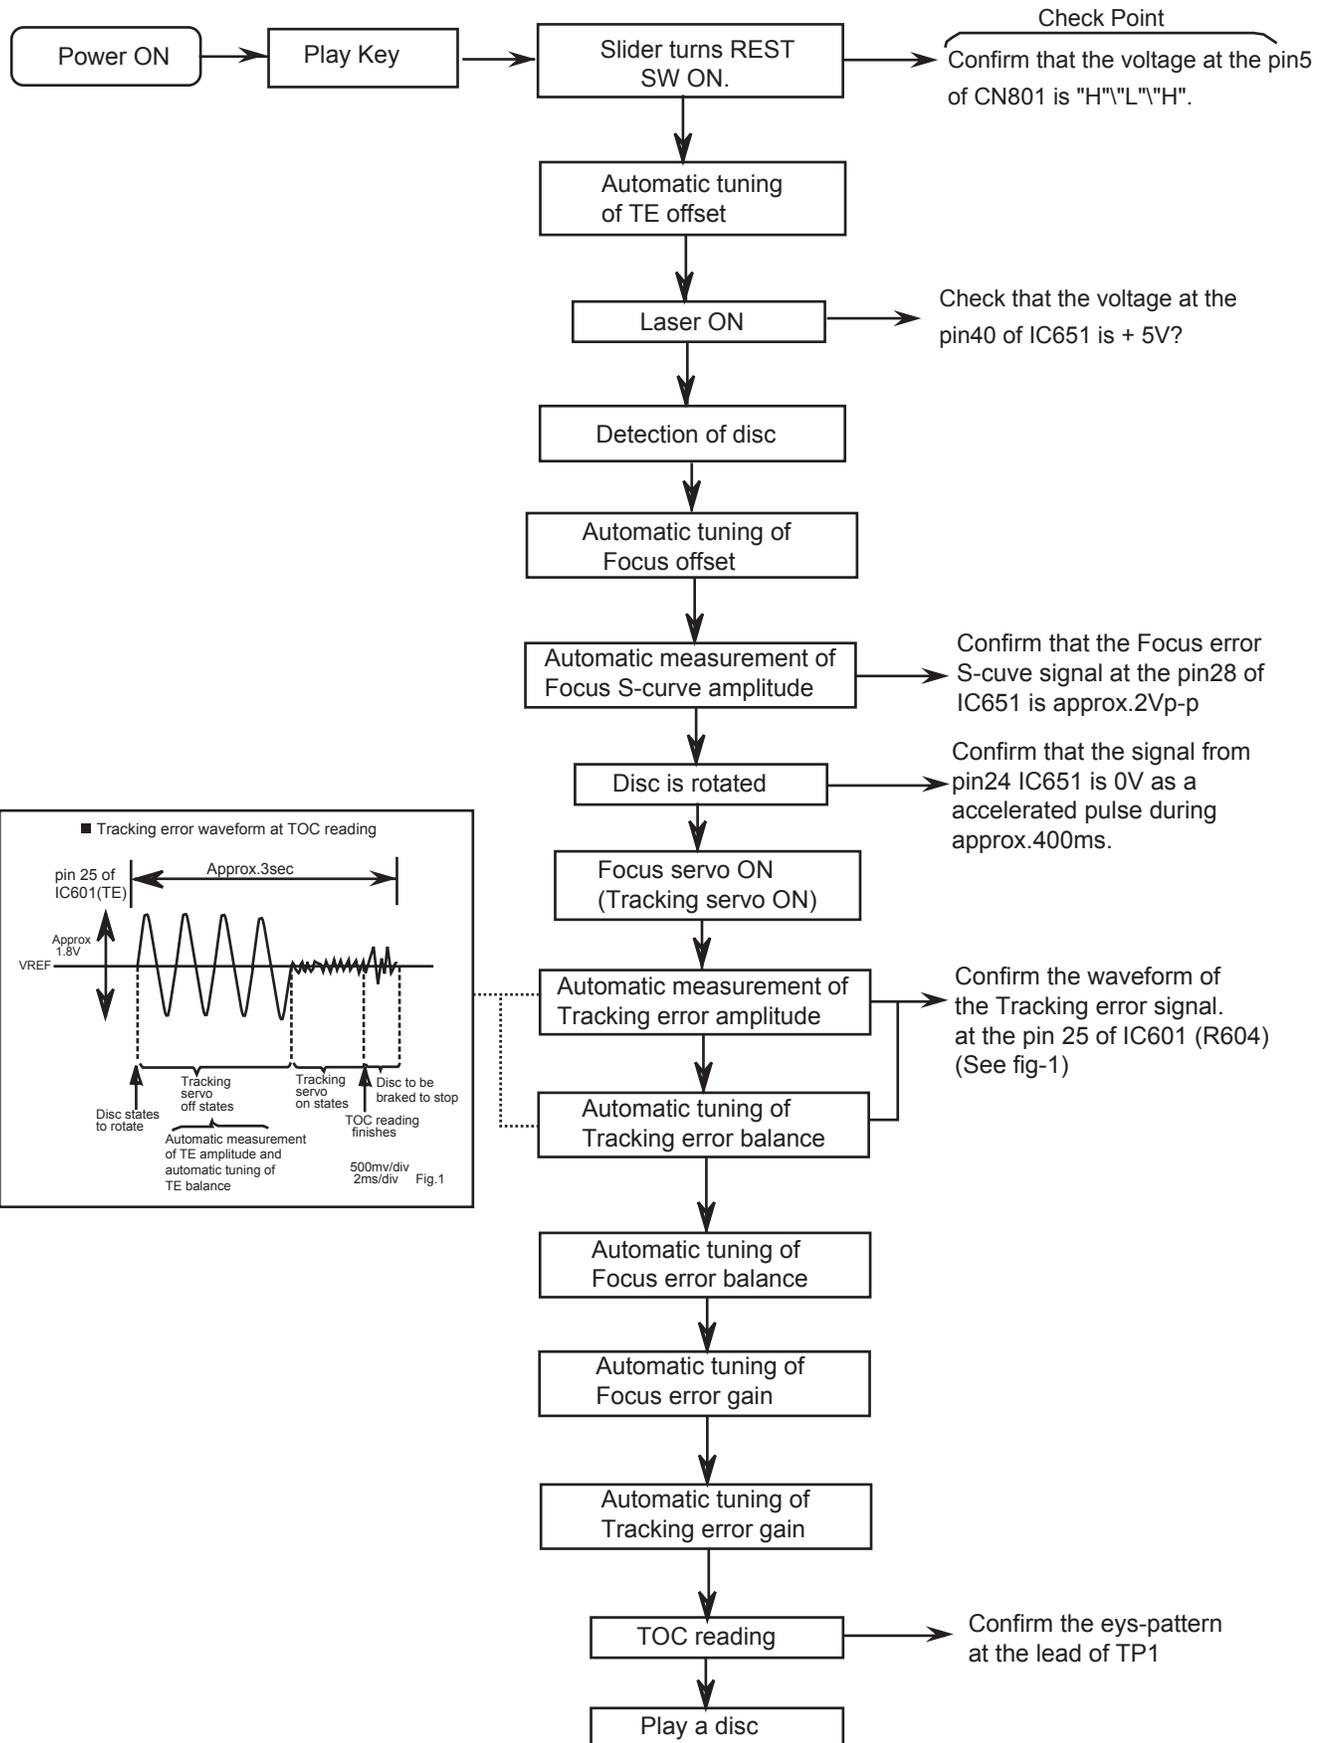 Check Point
Power ON
Play Key
Slider turns REST
SW ON.
Confirm that the voltage at the pin5
of CN801 is "H"\"L"\"H".
Automatic tuning
of TE offset
Laser ON
Check that the voltage at the
pin40 of IC651 is + 5V?
Detection of disc
Automatic tuning of
Focus offset
Automatic measurement of
Focus S-curve amplitude
Confirm that the Focus error
S-cuve signal at the pin28 of
IC651 is approx.2Vp-p
Disc is rotated
Confirm that the signal from
pin24 IC651 is 0V as a
accelerated pulse during
approx.400ms.
Focus servo ON
(Tracking servo ON)
■ Tracking error waveform at TOC reading
pin 25 of
IC601(TE)
Approx.3sec
Approx
1.8V
VREF
Disc states
to rotate
Tracking
servo
off states
Tracking
servo
on states
Disc to be
braked to stop
TOC reading
finishes
Automatic measurement
of TE amplitude and
automatic tuning of
TE balance
500mv/div
2ms/div
Fig.1
Automatic measurement of
Tracking error amplitude
Confirm the waveform of
the Tracking error signal.
at the pin 25 of IC601 (R604)
(See fig-1)
Automatic tuning of
Tracking error balance
Automatic tuning of
Focus error balance
Automatic tuning of
Focus error gain
Automatic tuning of
Tracking error gain
TOC reading
Confirm the eys-pattern
at the lead of TP1
Play a disc